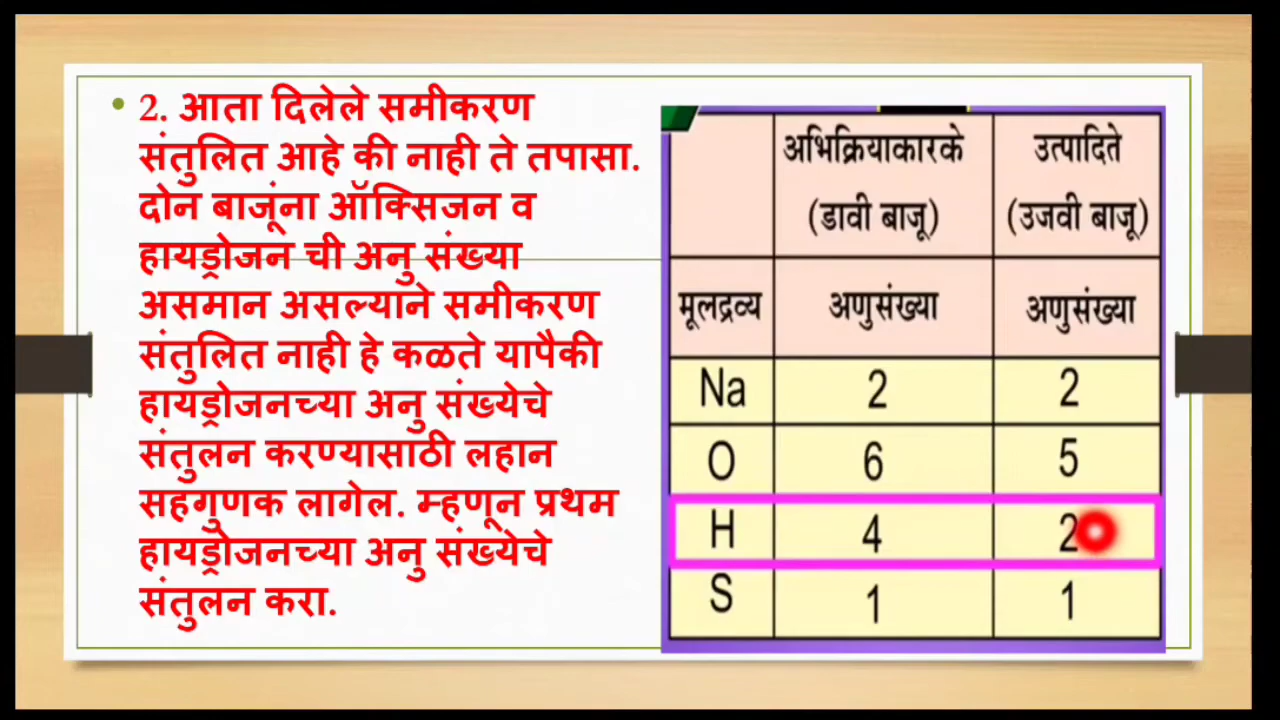 • 2. आता दिलेले समीकरण
संतुलित आहे की नाही ते तपासा.
दोन बाजूंना ऑक्सिजन व
हायड्रोजन ची अनु संख्या
असमान असल्याने समीकरण
संतुलित नाही हे कळते यापैकी
हायड्रोजनच्या अनु संख्येचे
संतुलन करण्यासाठी लहान
सहगुणक लागेल. म्हणून प्रथम
हायड्रोजनच्या अनु संख्येचे
संतुलन करा.
अभिक्रियाकारके उत्पादिते
(डावी बाजू) (उजवी बाजू)
मूलद्रव्य अणुसंख्या अणुसंख्या
Na 2 2
O 6 5
H 4 2
S 1 1